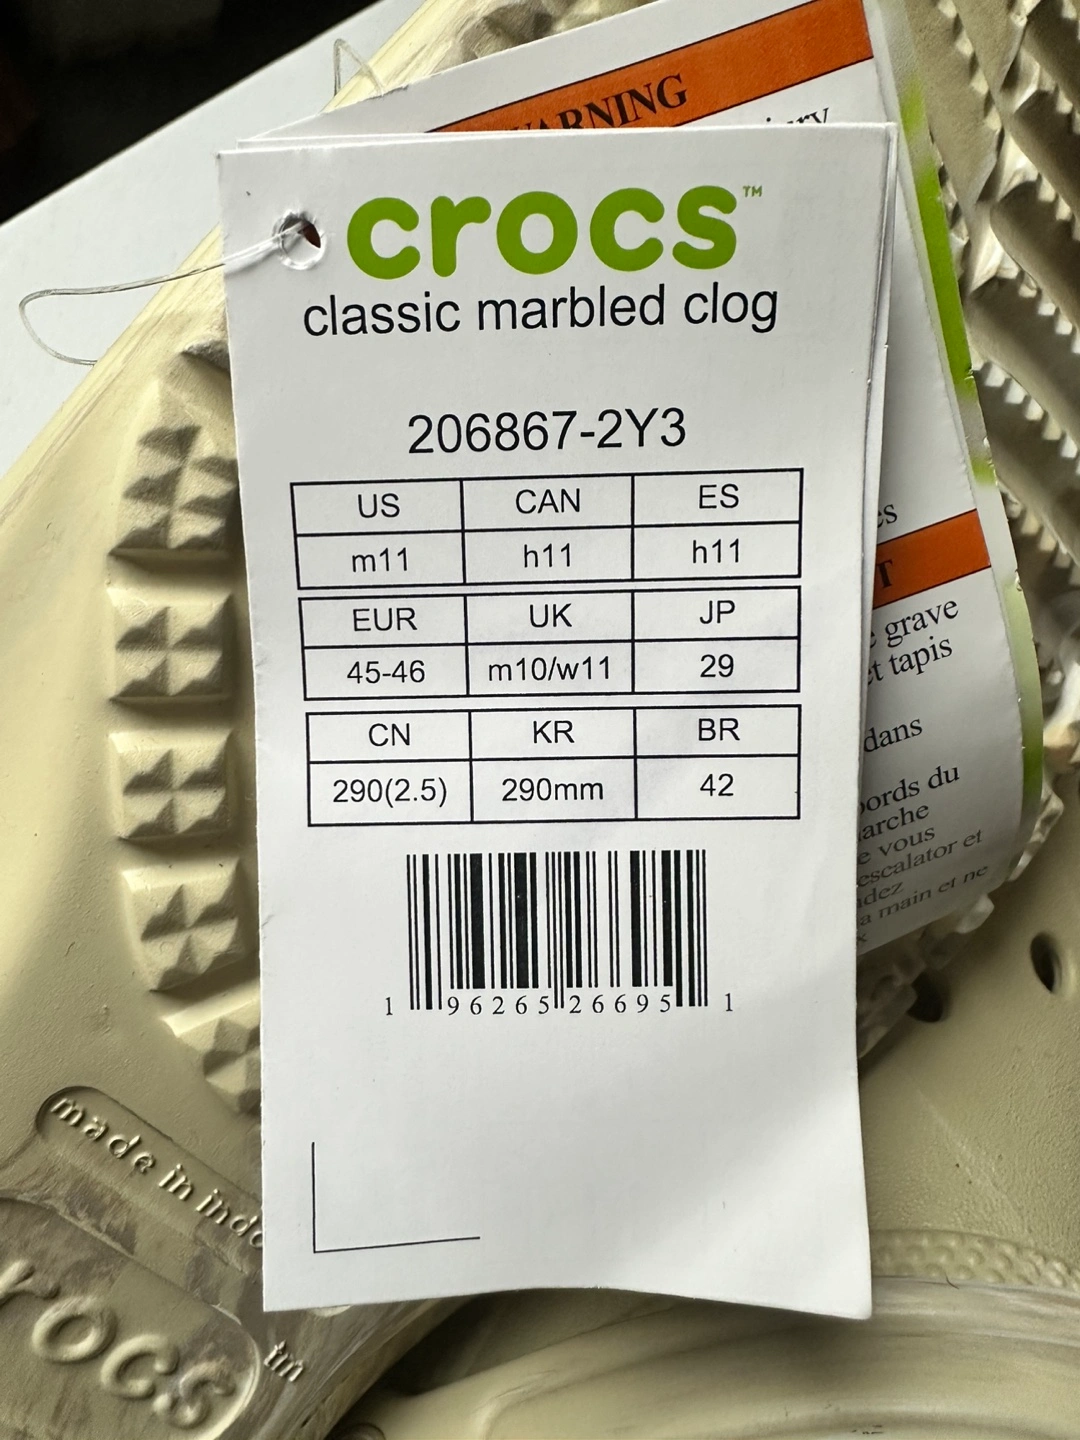 WARNING
crocs™
classic marbled clog
206867-2Y3
US CAN ES
m11 h11 h11
EUR UK JP
45-46 m10/w11 29
CN KR BR
290(2.5) 290mm 42
1 96265 26695 1
grave
et tapis
dans
bords du
vous
escalator et
a main et ne
made in indo
rocs
tm